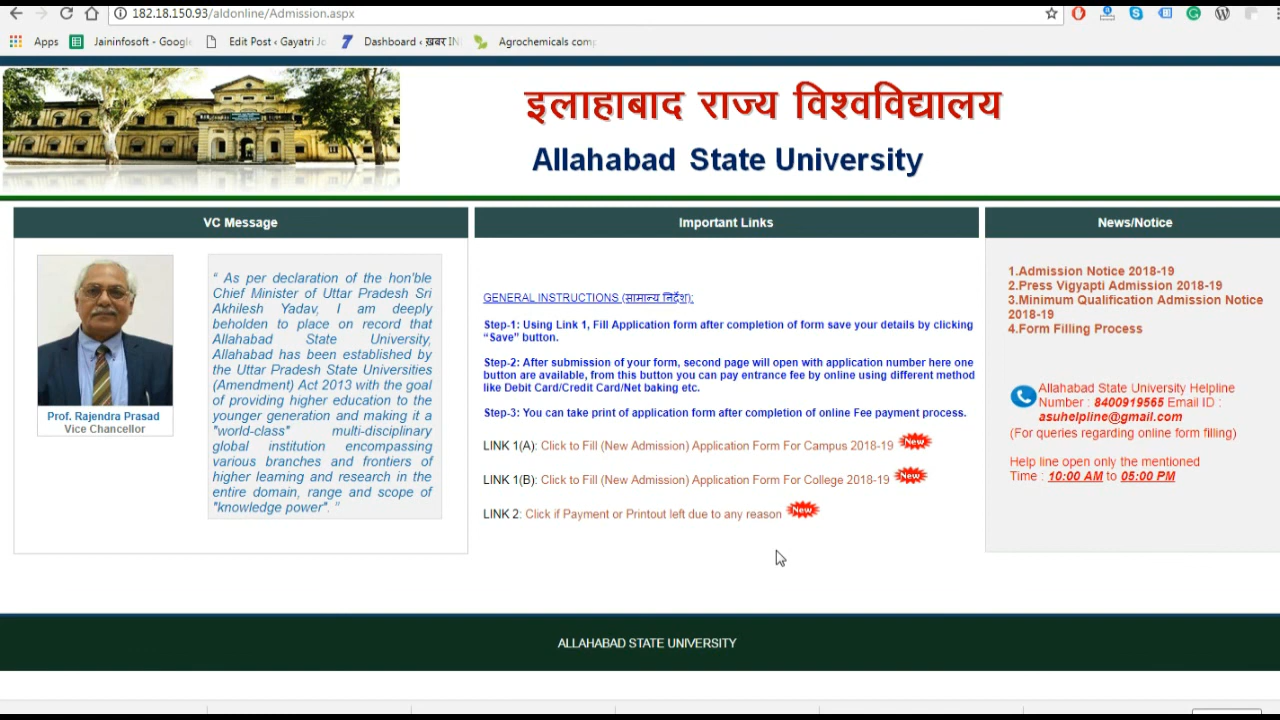 182.18.150.93/aldonline/Admission.aspx
Apps Jaininfosoft - Google Edit Post ‹ Gayatri Jo Dashboard ‹ ख़बर IN Agrochemicals comp
इलाहाबाद राज्य विश्वविद्यालय
Allahabad State University
VC Message
Prof. Rajendra Prasad
Vice Chancellor
“ As per declaration of the hon'ble
Chief Minister of Uttar Pradesh Sri
Akhilesh Yadav, I am deeply
beholden to place on record that
Allahabad State University,
Allahabad has been established by
the Uttar Pradesh State Universities
(Amendment) Act 2013 with the goal
of providing higher education to the
younger generation and making it a
"world-class" multi-disciplinary
global institution encompassing
various branches and frontiers of
higher learning and research in the
entire domain, range and scope of
"knowledge power". “
Important Links
GENERAL INSTRUCTIONS (सामान्य निर्देश):
Step-1: Using Link 1, Fill Application form after completion of form save your details by clicking
“Save” button.
Step-2: After submission of your form, second page will open with application number here one
button are available, from this button you can pay entrance fee by online using different method
like Debit Card/Credit Card/Net baking etc.
Step-3: You can take print of application form after completion of online Fee payment process.
LINK 1(A): Click to Fill (New Admission) Application Form For Campus 2018-19 New
LINK 1(B): Click to Fill (New Admission) Application Form For College 2018-19 New
LINK 2: Click if Payment or Printout left due to any reason New
News/Notice
1.Admission Notice 2018-19
2.Press Vigyapti Admission 2018-19
3.Minimum Qualification Admission Notice
2018-19
4.Form Filling Process
Allahabad State University Helpline
Number : 8400919565 Email ID :
asuhelpline@gmail.com
(For queries regarding online form filling)
Help line open only the mentioned
Time : 10:00 AM to 05:00 PM
ALLAHABAD STATE UNIVERSITY